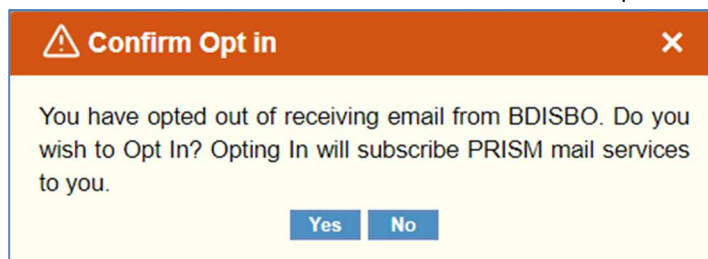 Confirm Opt in
You have opted out of receiving email from BDISBO. Do you
wish to Opt In? Opting In will subscribe PRISM mail services
to you.
Yes No